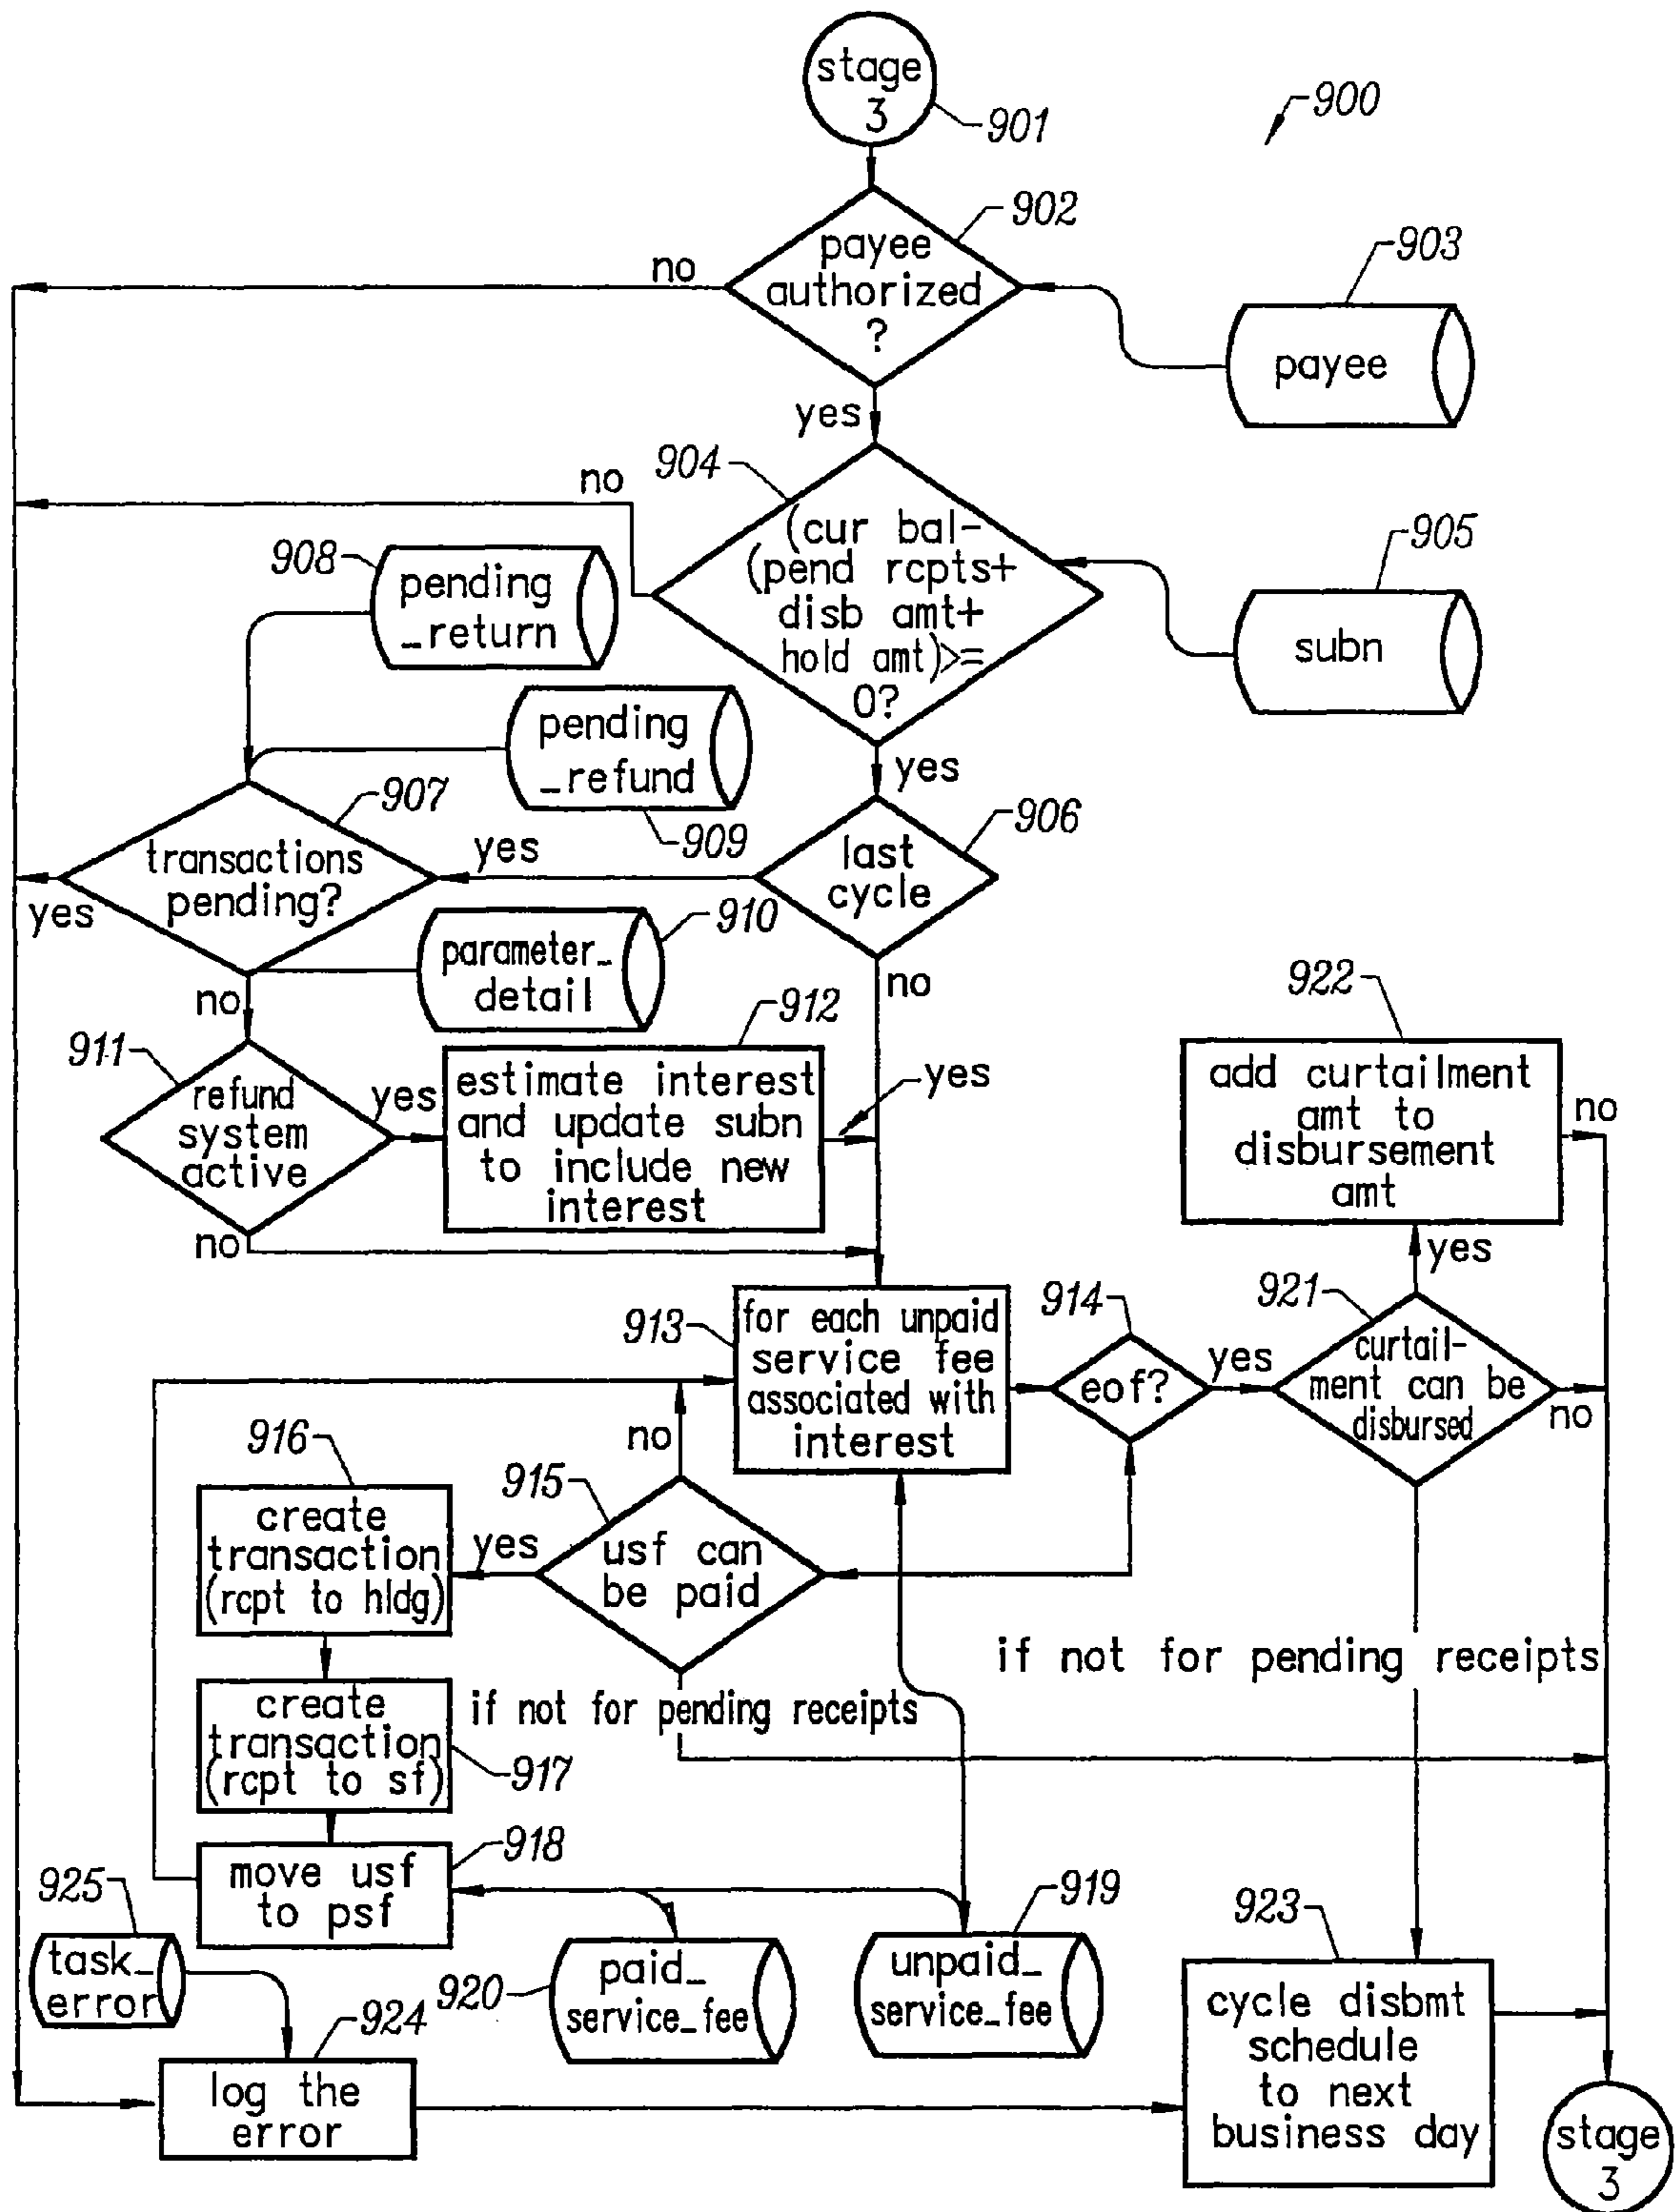 stage
3
901
900
902
payee
authorized
?
no
903
payee
yes
904
no
(cur bal-
(pend rcpts+
disb amt+
hold amt)>=
0?
905
subn
908
pending
_return
pending
_refund
909
yes
907
transactions
pending?
yes
yes
906
last
cycle
910
parameter_
detail
no
no
911
refund
system
active
yes
912
estimate interest
and update subn
to include new
interest
yes
no
922
add curtailment
amt to
disbursement
amt
no
yes
913
for each unpaid
service fee
associated with
interest
914
eof?
yes
921
curtail-
ment can be
disbursed
no
916
create
transaction
(rcpt to hldg)
yes
915
no
usf can
be paid
if not for pending receipts
create
transaction
(rcpt to sf)
917
if not for pending receipts
918
move usf
to psf
925
task_
error
920
paid_
service_fee
919
unpaid_
service_fee
923
cycle disbmt
schedule
to next
business day
924
log the
error
stage
3